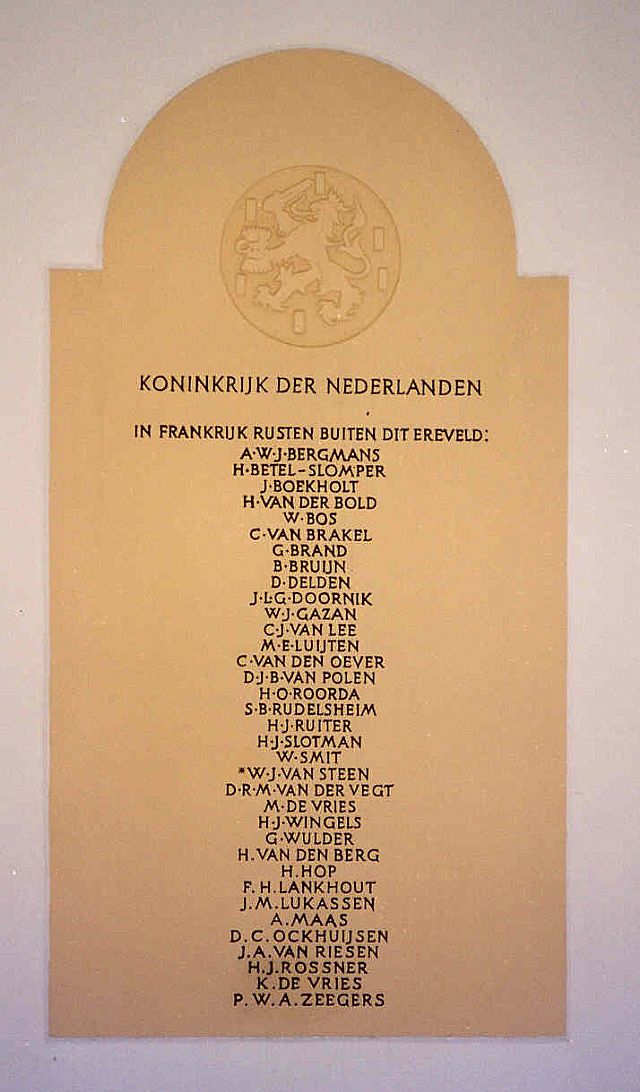 KONINKRIJK DER NEDERLANDEN
IN FRANKRIJK RUSTEN BUITEN DIT EREVELD:
A·W·J·BERGMANS
H·BETEL-SLOMPER
J·BOEKHOLT
H·VAN DER BOLD
W·BOS
C·VAN BRAKEL
G·BRAND
B·BRUIJN
D·DELDEN
J·L·G·DOORNIK
W·J·GAZAN
C·J·VAN LEE
M·E·LUIJTEN
C·VAN DEN OEVER
D·J·B·VAN POLEN
H·O·ROORDA
S·B·RUDELSHEIM
H·J·RUITER
H·J·SLOTMAN
W·SMIT
*W·J·VAN STEEN
D·R·M·VAN DER VEGT
M·DE VRIES
H·J·WINGELS
G·WULDER
H. VAN DEN BERG
H. HOP
F. H. LANKHOUT
J. M. LUKASSEN
A. MAAS
D. C. OCKHUIJSEN
J. A. VAN RIESEN
H. J. ROSSNER
K. DE VRIES
P. W. A. ZEEGERS